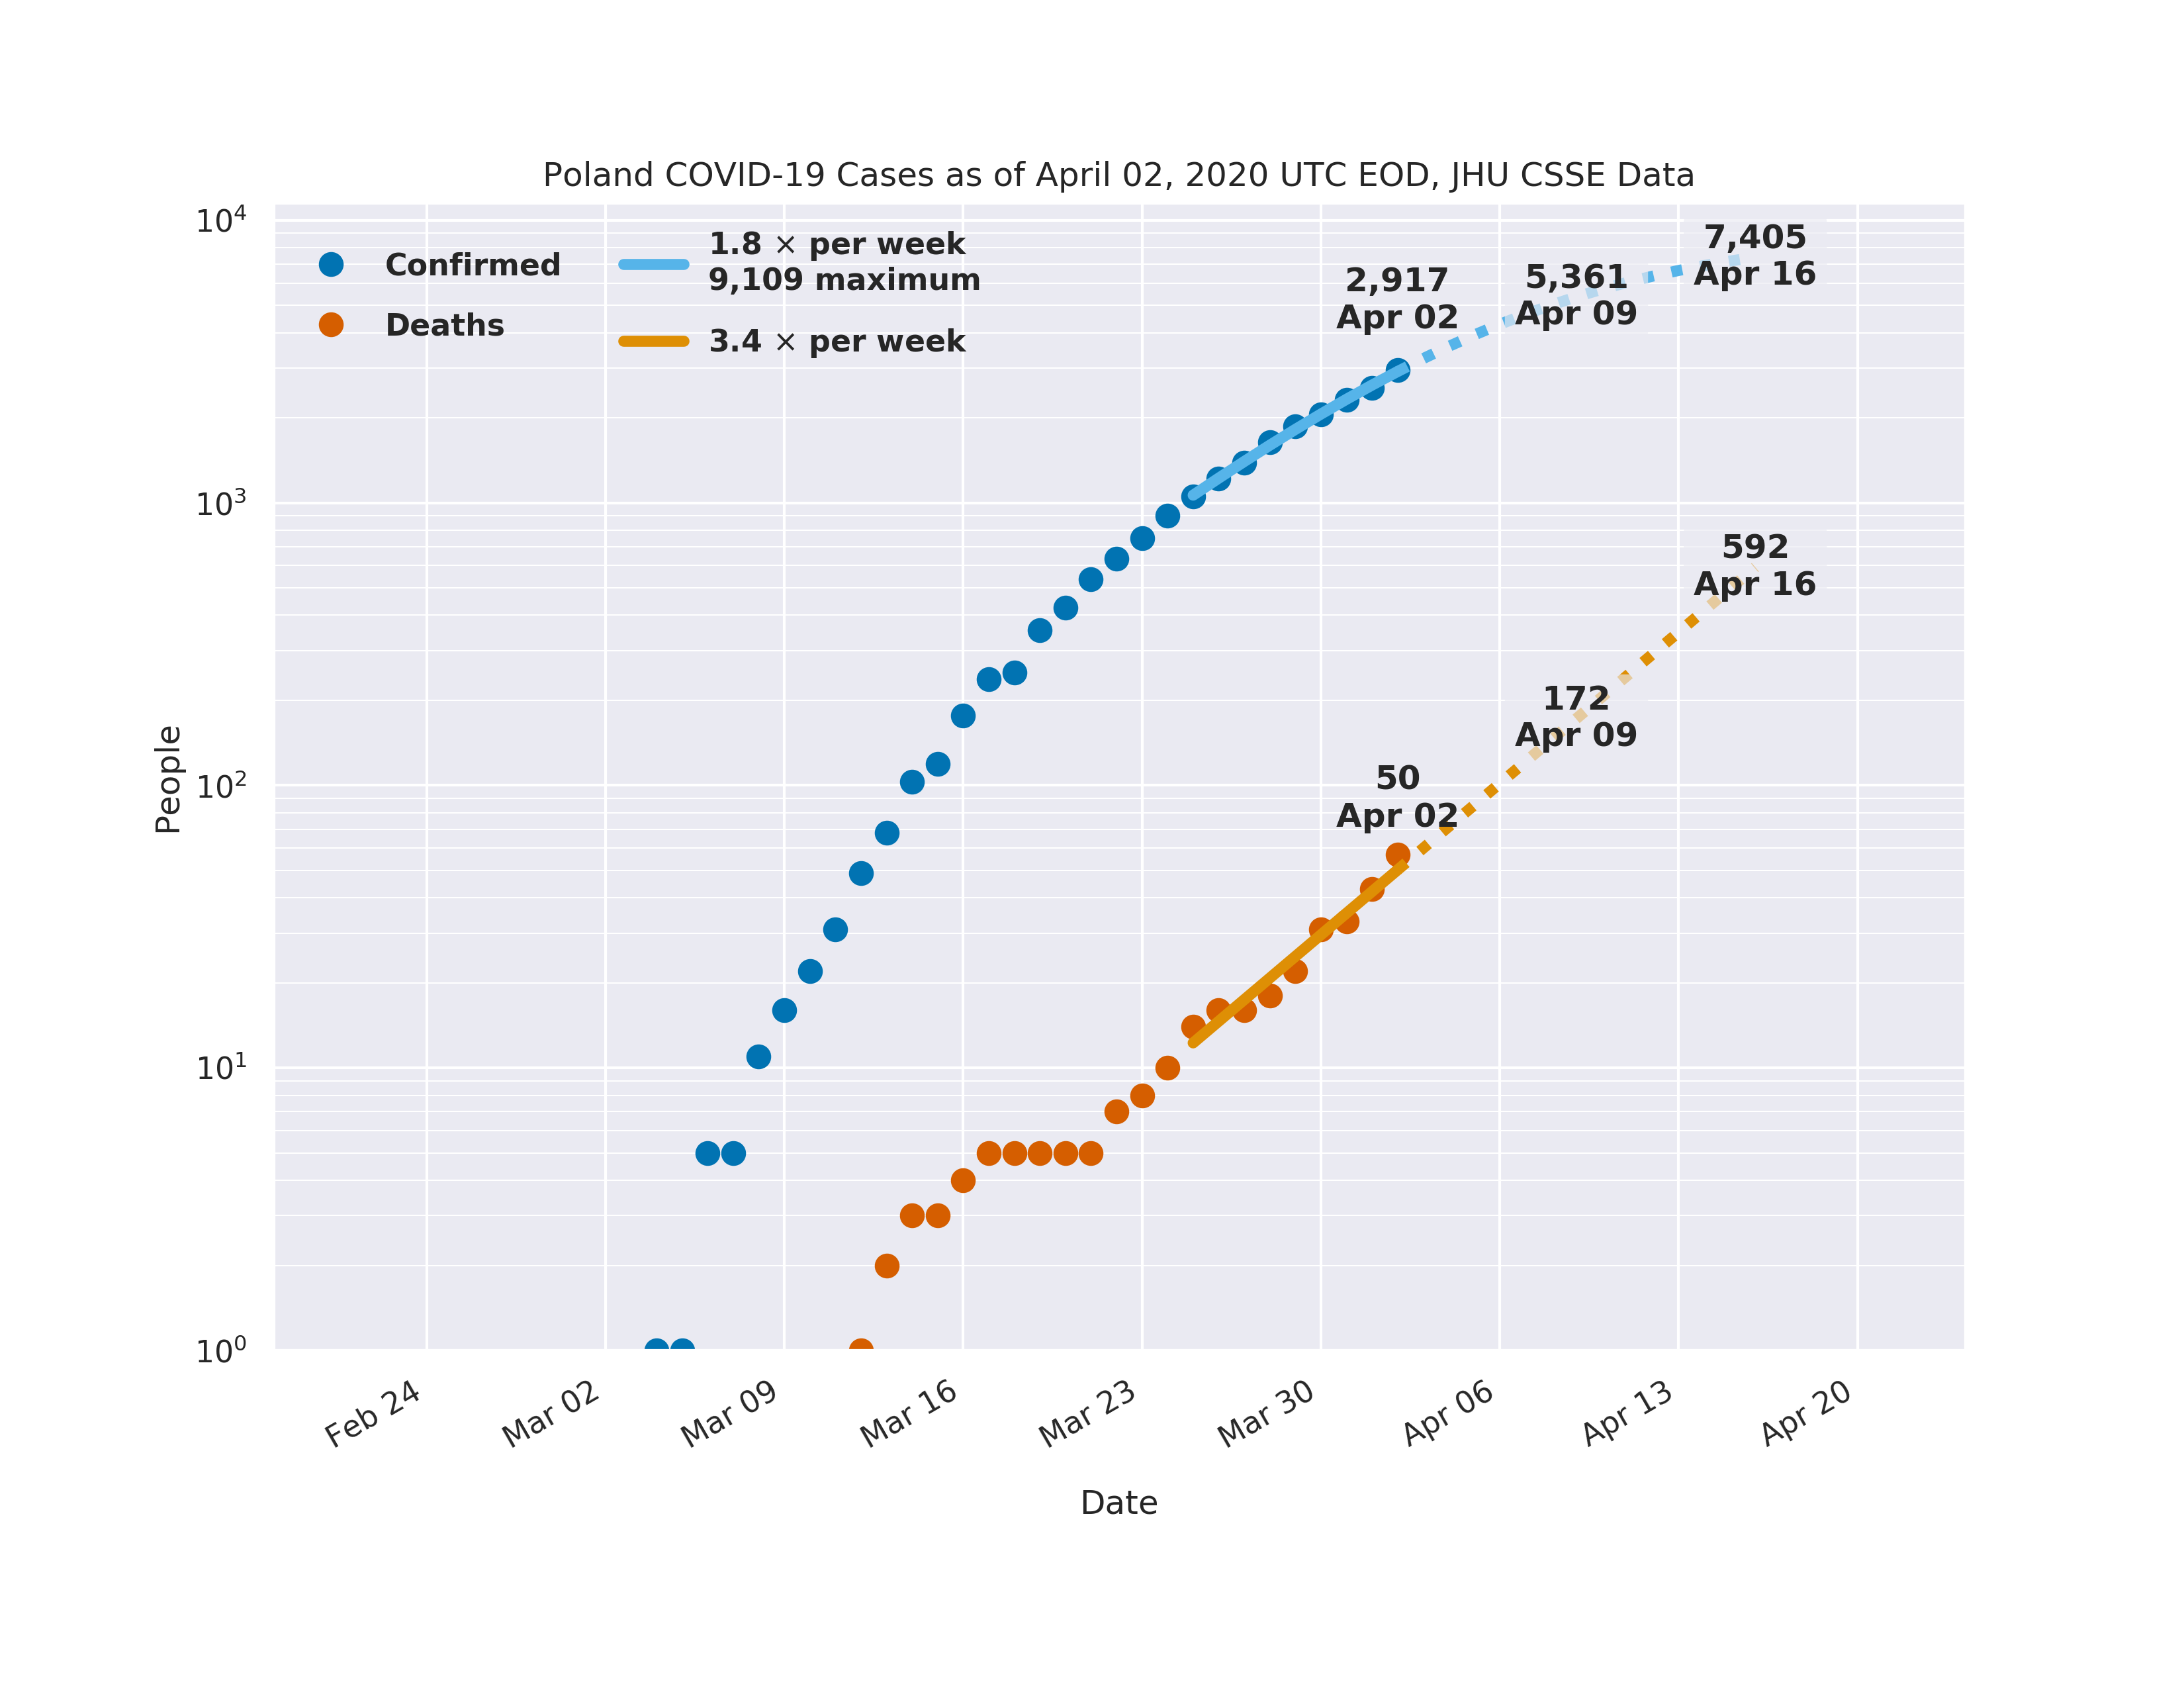 Poland COVID-19 Cases as of April 02, 2020 UTC EOD, JHU CSSE Data
10⁴
10³
10²
10¹
10⁰
People
Confirmed
Deaths
1.8 × per week
9,109 maximum
3.4 × per week
2,917
Apr 02
5,361
Apr 09
7,405
Apr 16
50
Apr 02
172
Apr 09
592
Apr 16
Feb 24
Mar 02
Mar 09
Mar 16
Mar 23
Mar 30
Apr 06
Apr 13
Apr 20
Date